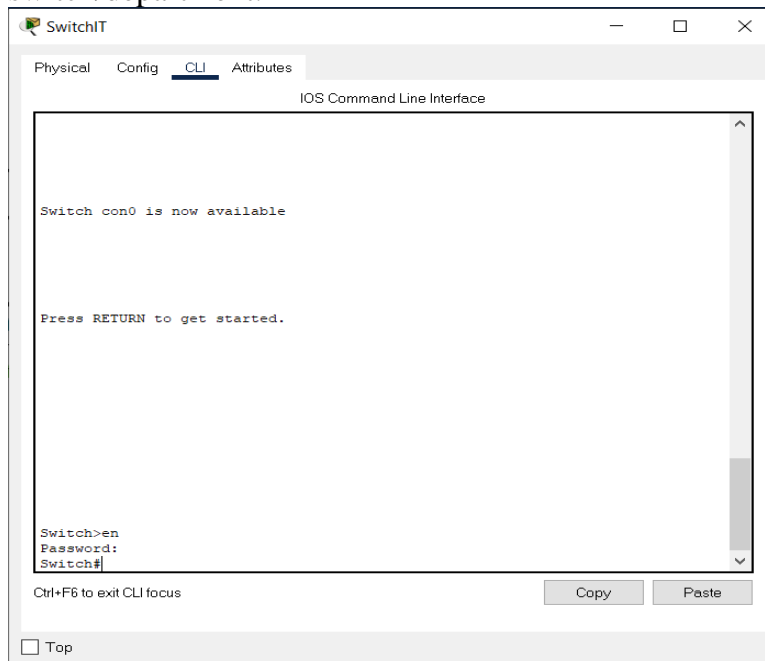 SwitchIT
Physical Config CLI Attributes
IOS Command Line Interface
Switch con0 is now available
Press RETURN to get started.
Switch>en
Password:
Switch#
Ctrl+F6 to exit CLI focus
Copy Paste
Top